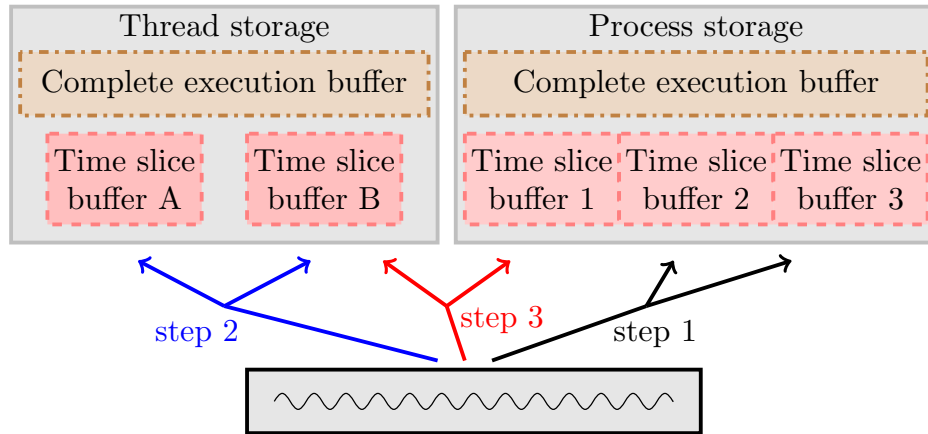 Thread storage
Complete execution buffer
Time slice
buffer A
Time slice
buffer B
Process storage
Complete execution buffer
Time slice
buffer 1
Time slice
buffer 2
Time slice
buffer 3
step 2
step 3
step 1